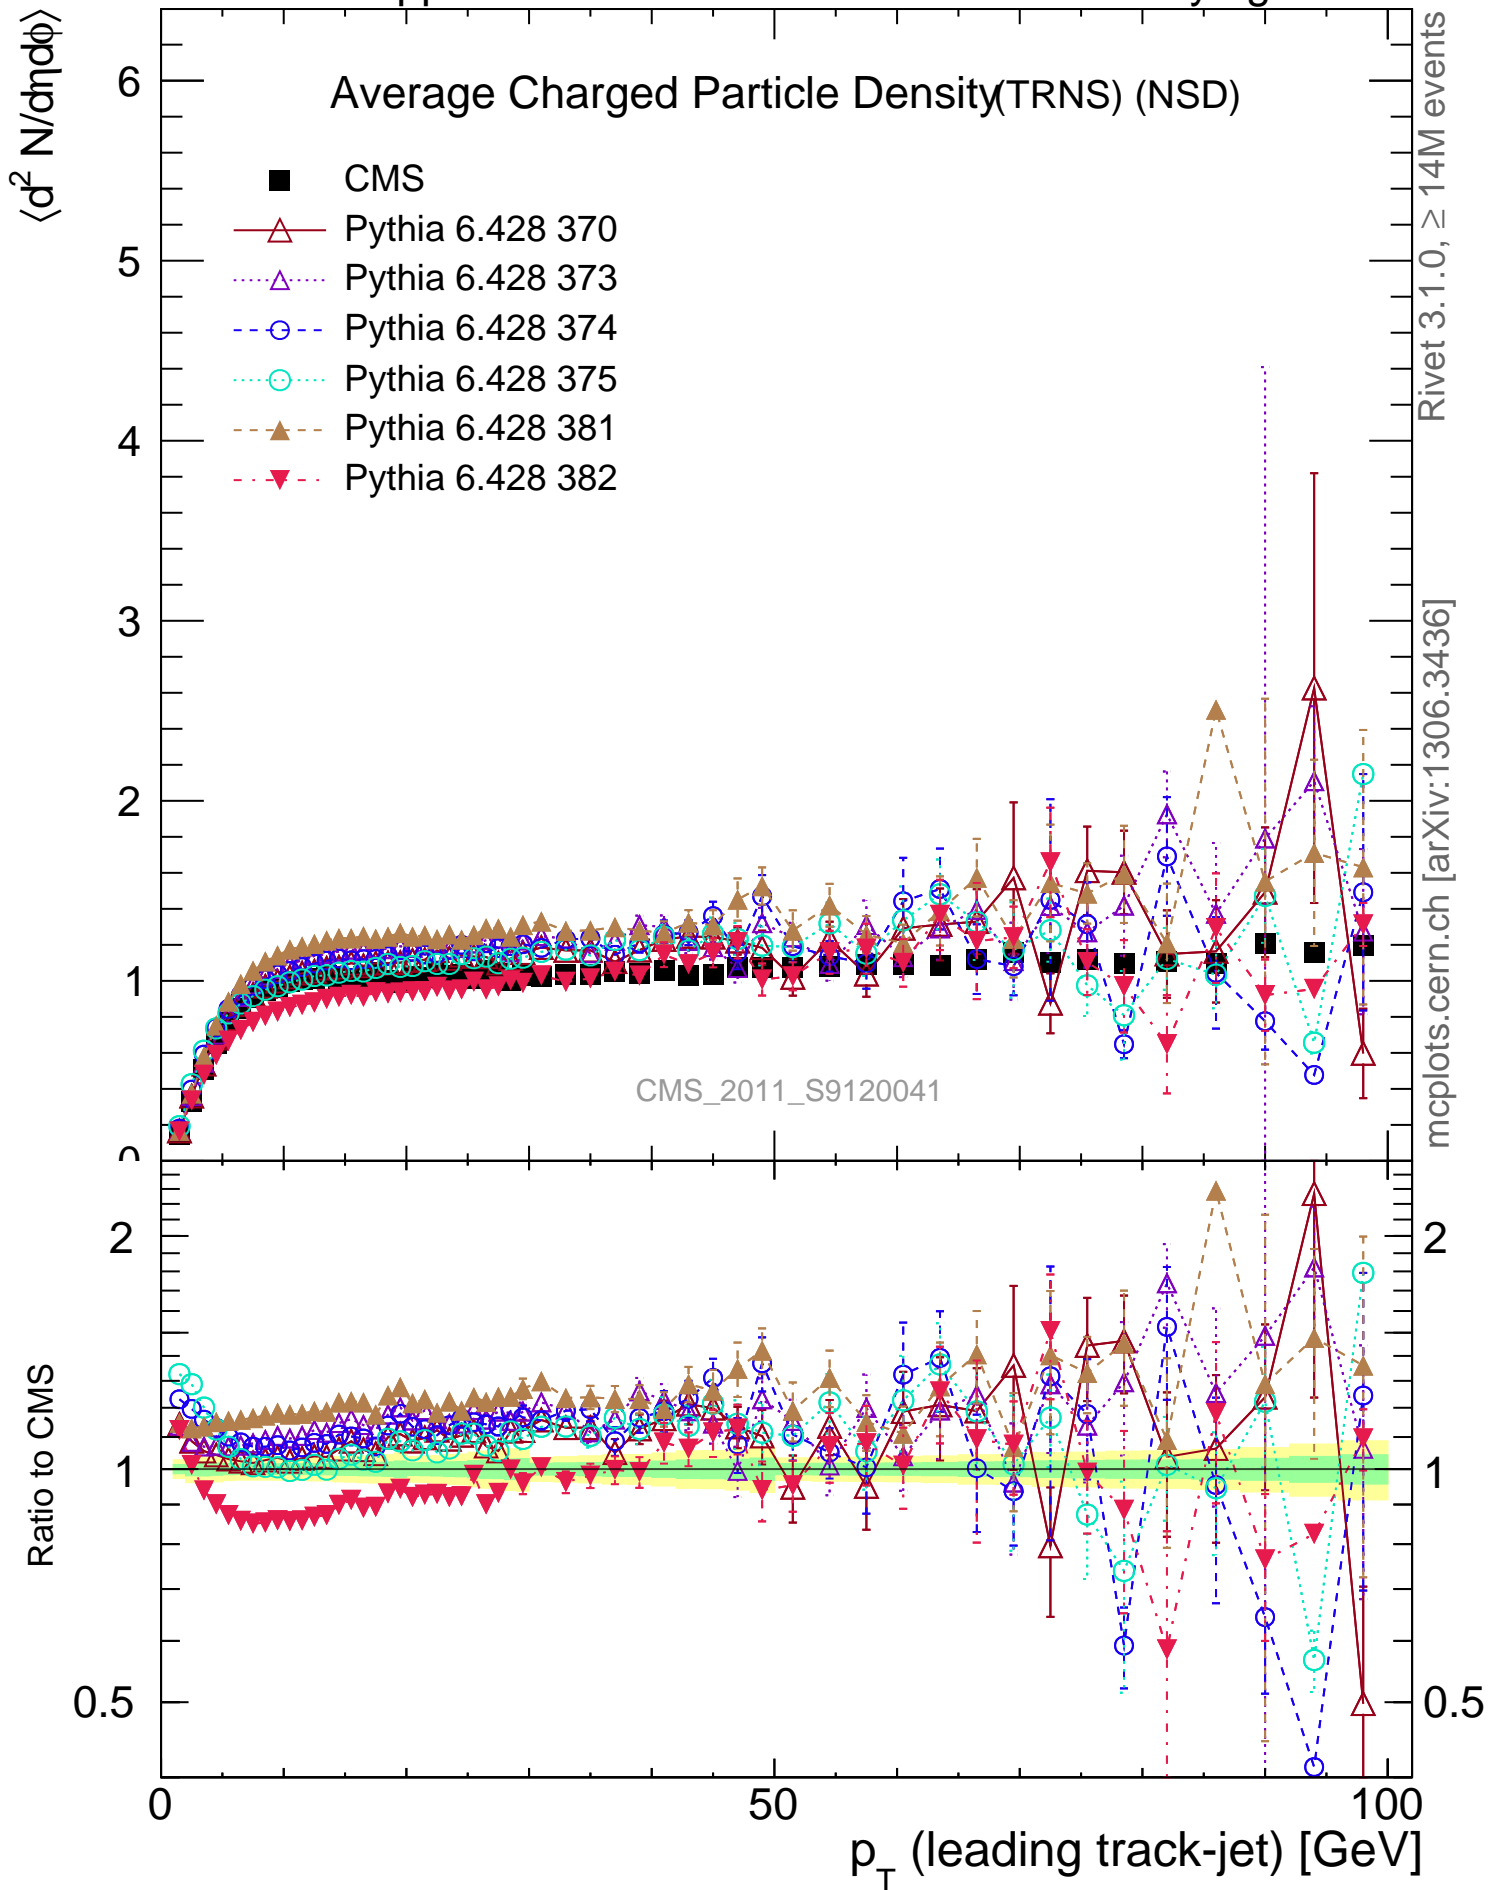 ⟨d² N/dηdϕ⟩
Average Charged Particle Density (TRNS) (NSD)
CMS
Pythia 6.428 370
Pythia 6.428 373
Pythia 6.428 374
Pythia 6.428 375
Pythia 6.428 381
Pythia 6.428 382
6
5
4
3
2
1
0
CMS_2011_S9120041
Rivet 3.1.0, ≥ 14M events
mcplots.cern.ch [arXiv:1306.3436]
Ratio to CMS
2
1
0.5
2
1
0.5
0
50
100
p_T (leading track-jet) [GeV]